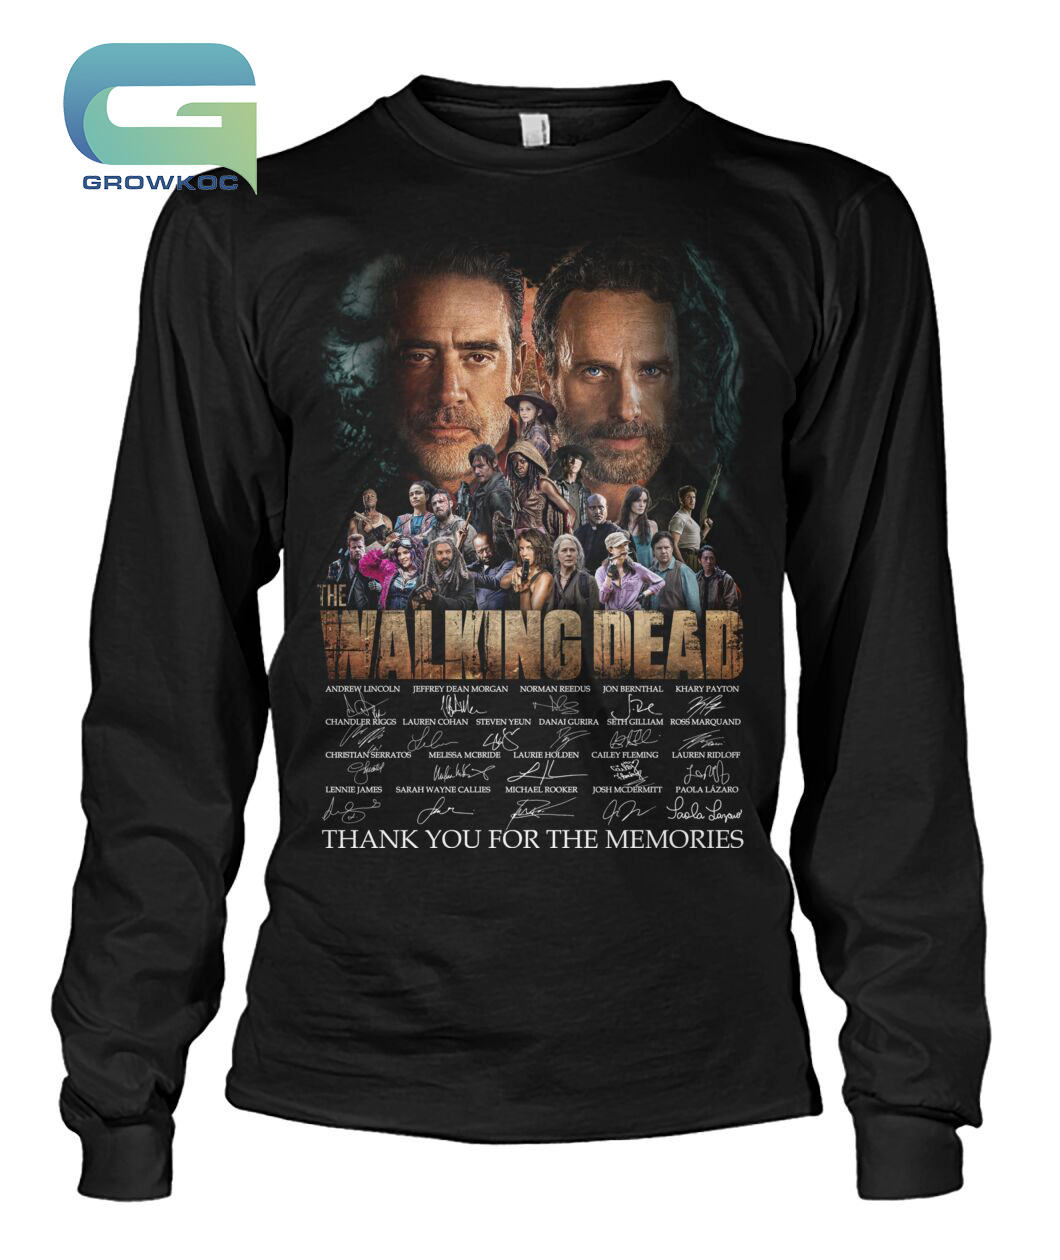 GROWKOC
THE
WALKING DEAD
ANDREW LINCOLN JEFFREY DEAN MORGAN NORMAN REEDUS JON BERNTHAL KHARY PAYTON
CHANDLER RIGGS LAUREN COHAN STEVEN YEUN DANAI GURIRA SETH GILLIAM ROSS MARQUAND
CHRISTIAN SERRATOS MELISSA MCBRIDE LAURIE HOLDEN CAILEY FLEMING LAUREN RIDLOFF
LENNIE JAMES SARAH WAYNE CALLIES MICHAEL ROOKER JOSH MCDERMITT PAOLA LÁZARO
Paola Lázaro
THANK YOU FOR THE MEMORIES